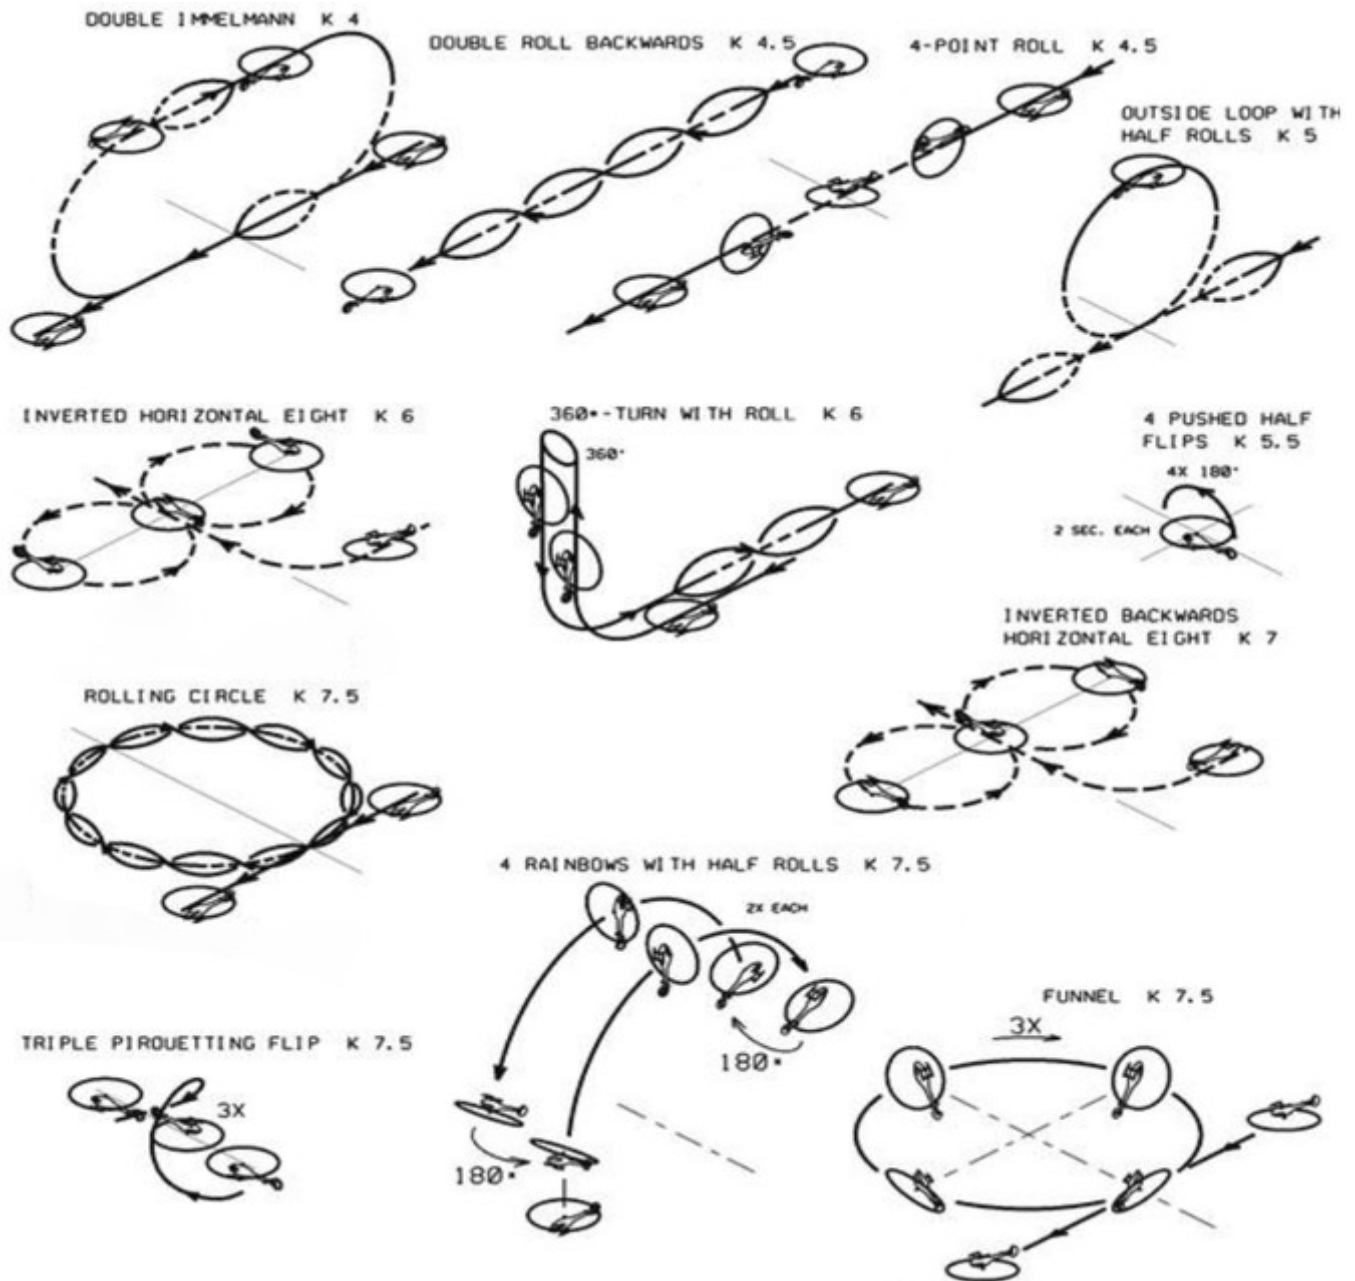 DOUBLE IMMELMANN K 4
DOUBLE ROLL BACKWARDS K 4.5
4-POINT ROLL K 4.5
OUTSIDE LOOP WITH
HALF ROLLS K 5
INVERTED HORIZONTAL EIGHT K 6
360°-TURN WITH ROLL K 6
360°
4 PUSHED HALF
FLIPS K 5.5
4X 180°
2 SEC. EACH
INVERTED BACKWARDS
HORIZONTAL EIGHT K 7
ROLLING CIRCLE K 7.5
4 RAINBOWS WITH HALF ROLLS K 7.5
2X EACH
180°
180°
FUNNEL K 7.5
3X
TRIPLE PIROUETTING FLIP K 7.5
3X